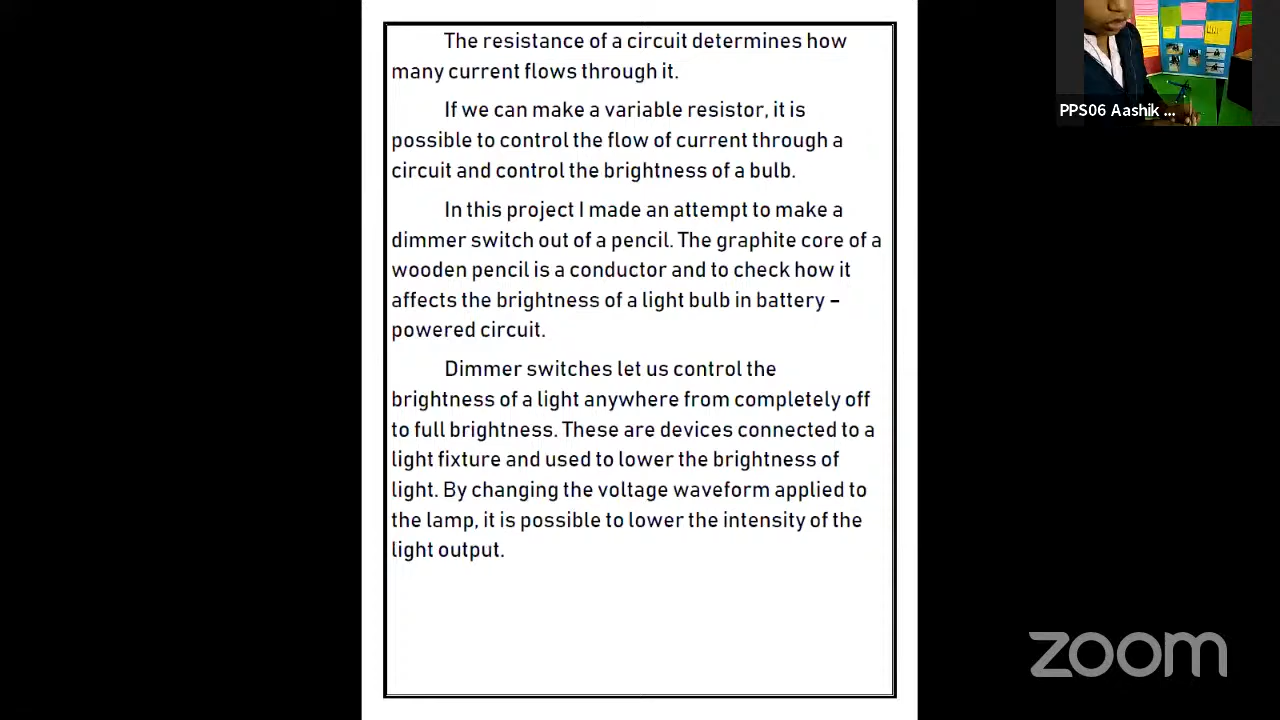 The resistance of a circuit determines how
many current flows through it.
If we can make a variable resistor, it is
possible to control the flow of current through a
circuit and control the brightness of a bulb.
In this project I made an attempt to make a
dimmer switch out of a pencil. The graphite core of a
wooden pencil is a conductor and to check how it
affects the brightness of a light bulb in battery –
powered circuit.
Dimmer switches let us control the
brightness of a light anywhere from completely off
to full brightness. These are devices connected to a
light fixture and used to lower the brightness of
light. By changing the voltage waveform applied to
the lamp, it is possible to lower the intensity of the
light output.
PPS06 Aashik ...
zoom